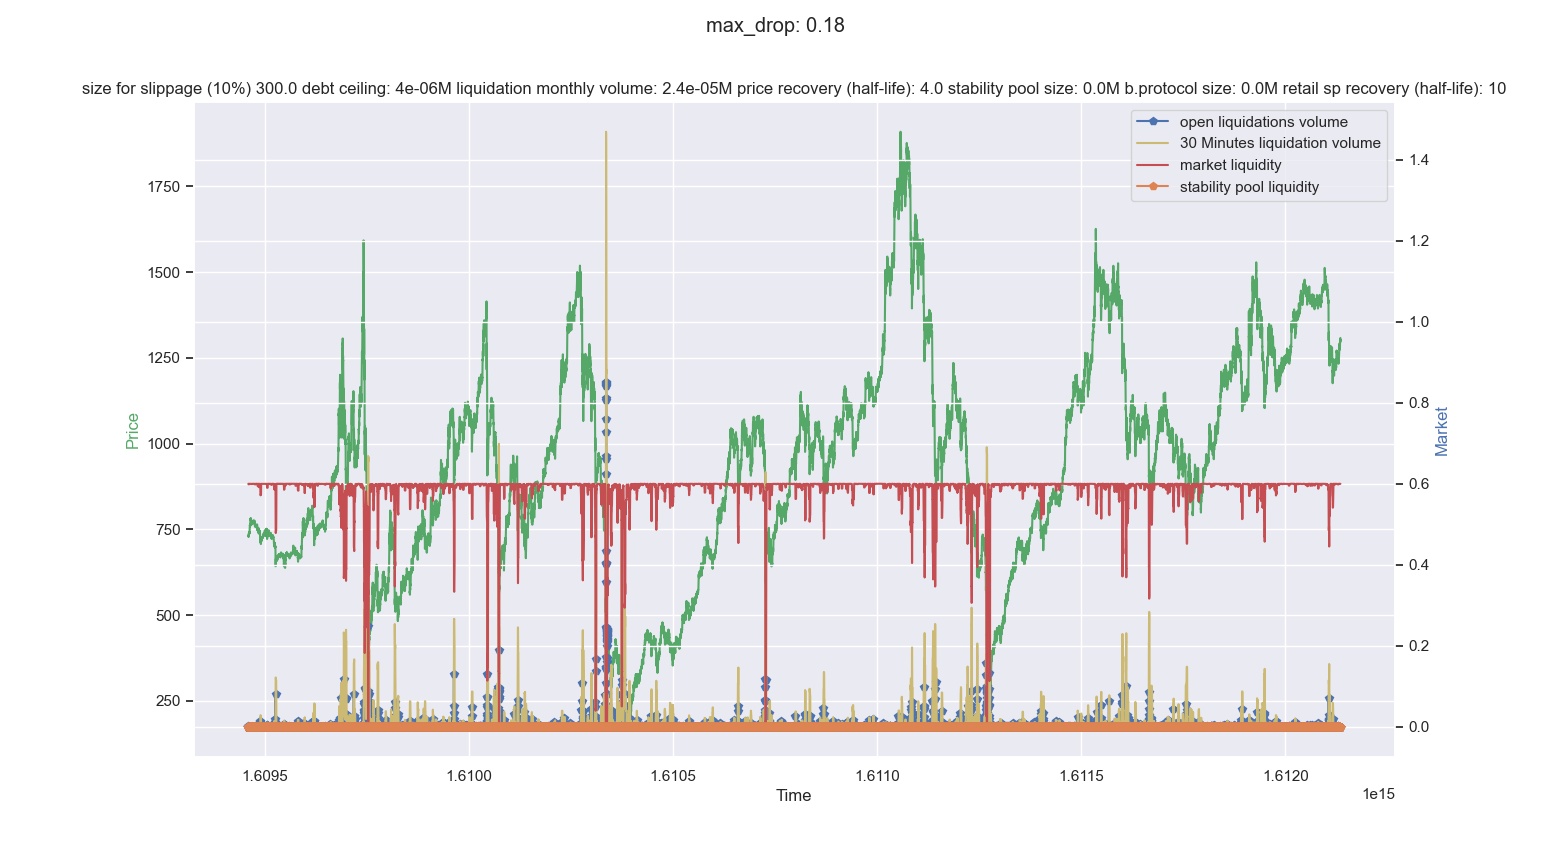 max_drop: 0.18
size for slippage (10%) 300.0 debt ceiling: 4e-06M liquidation monthly volume: 2.4e-05M price recovery (half-life): 4.0 stability pool size: 0.0M b.protocol size: 0.0M retail sp recovery (half-life): 10
open liquidations volume
30 Minutes liquidation volume
market liquidity
stability pool liquidity
1750
1500
1250
1000
750
500
250
Price
1.4
1.2
1.0
0.8
0.6
0.4
0.2
0.0
Market
1.6095 1.6100 1.6105 1.6110 1.6115 1.6120
Time
1e15